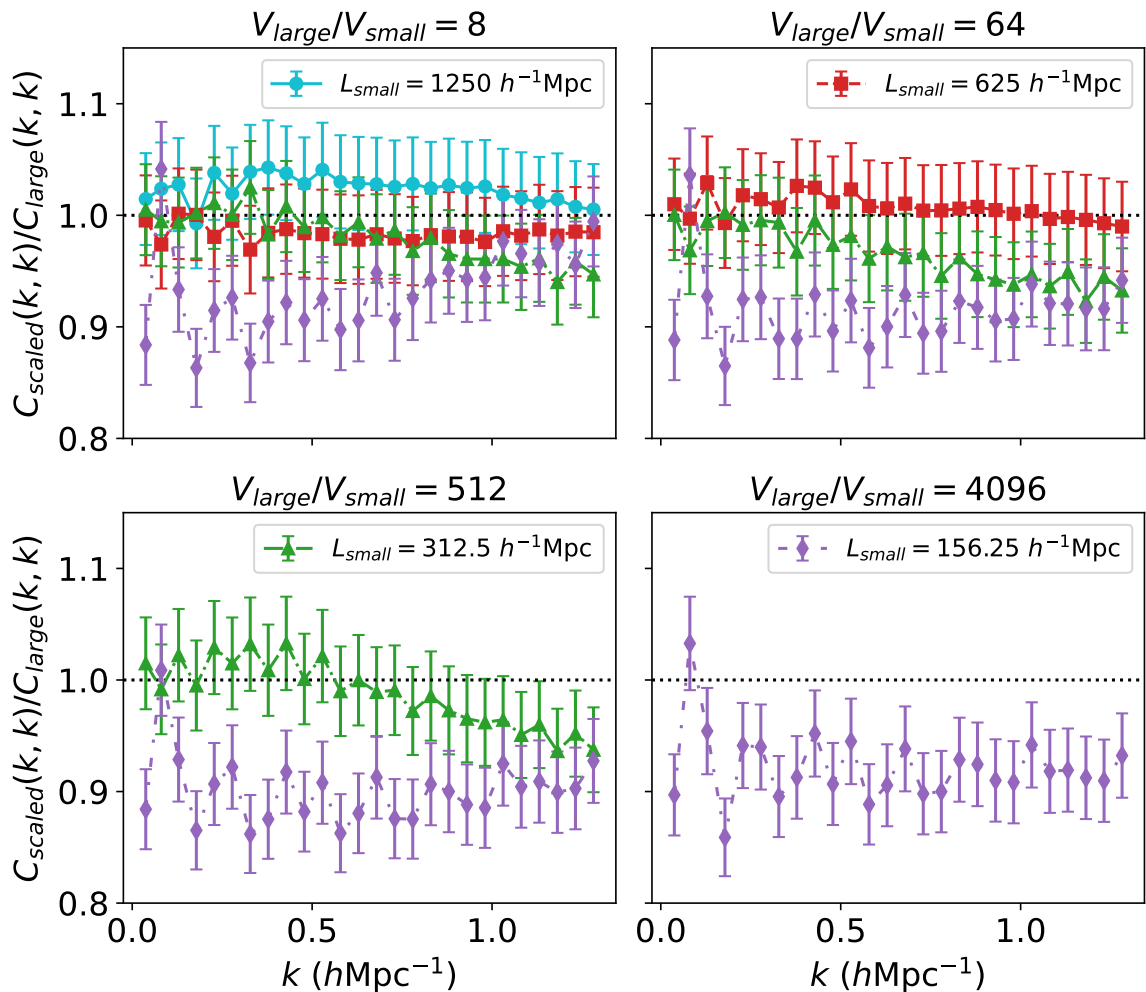 V_large/V_small = 8
V_large/V_small = 64
C_scaled(k, k)/C_large(k, k)
1.1
1.0
0.9
0.8
L_small = 1250 h⁻¹Mpc
L_small = 625 h⁻¹Mpc
V_large/V_small = 512
V_large/V_small = 4096
C_scaled(k, k)/C_large(k, k)
1.1
1.0
0.9
0.8
L_small = 312.5 h⁻¹Mpc
L_small = 156.25 h⁻¹Mpc
0.0
0.5
1.0
0.0
0.5
1.0
k (hMpc⁻¹)
k (hMpc⁻¹)